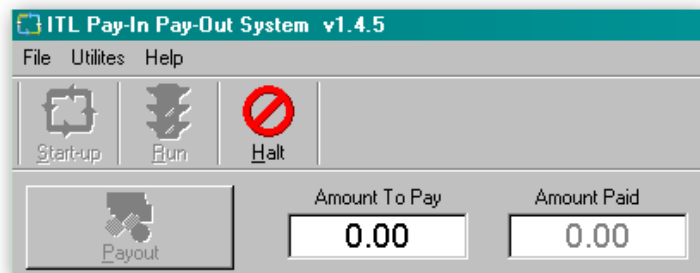 ITL Pay-In Pay-Out System v1.4.5
File Utilites Help
Start-up Run Halt
Amount To Pay Amount Paid
0.00 0.00
Payout